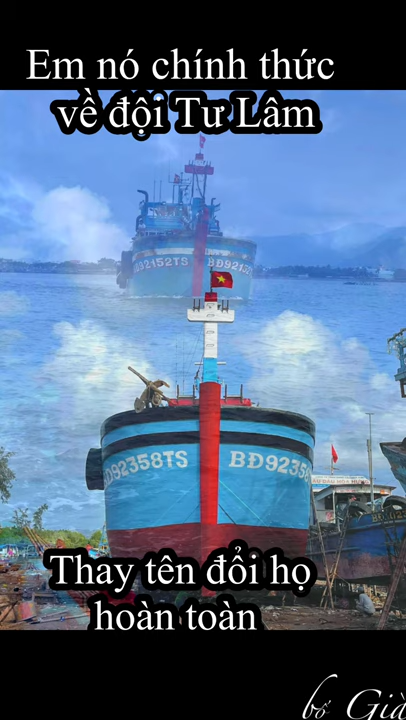 Em nó chính thức
về đội Tư Lâm
BĐ92152TS BĐ92152
BĐ92358TS BĐ92358
Thay tên đổi họ
hoàn toàn
bố Già